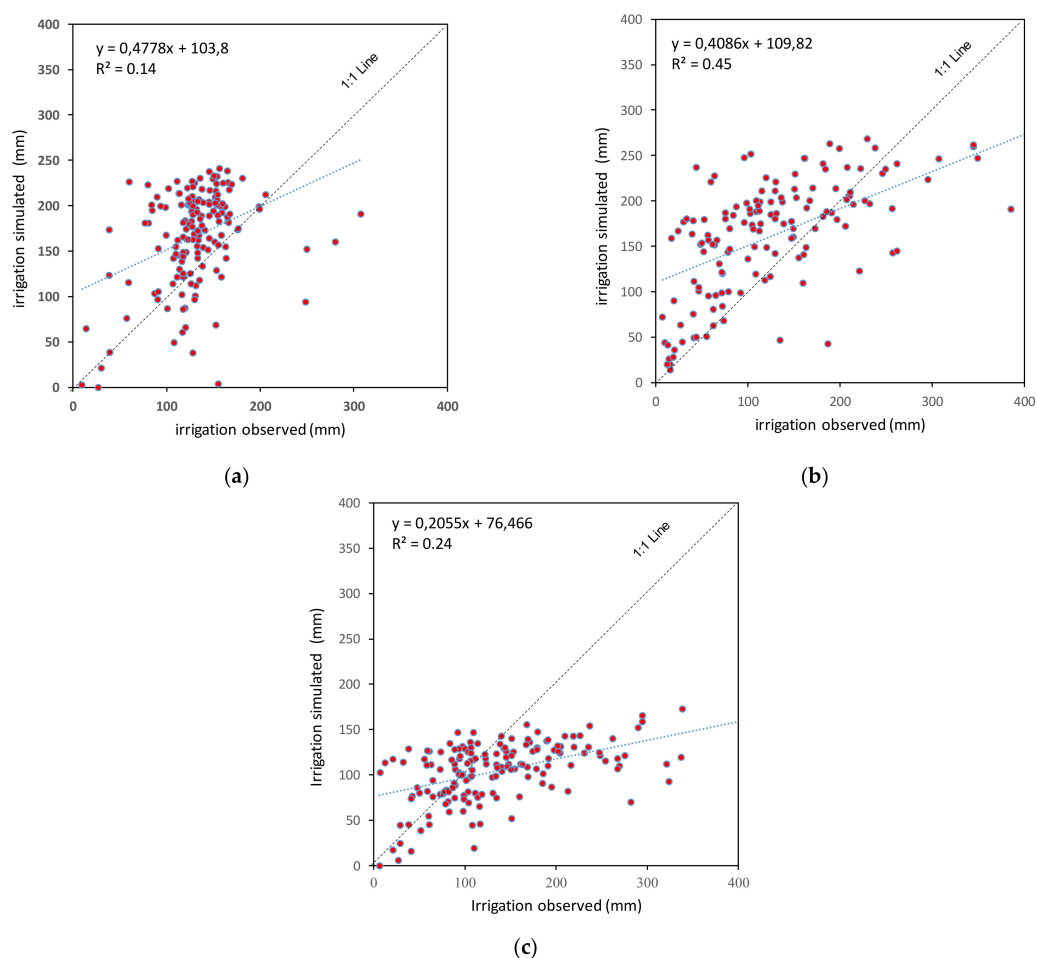 y = 0,4778x + 103,8
R² = 0.14
1:1 Line
400
350
300
250
200
150
100
50
0
0 100 200 300 400
irrigation simulated (mm)
irrigation observed (mm)
(a)
y = 0,4086x + 109,82
R² = 0.45
1:1 Line
400
350
300
250
200
150
100
50
0
0 100 200 300 400
irrigation simulated (mm)
irrigation observed (mm)
(b)
y = 0,2055x + 76,466
R² = 0.24
1:1 Line
400
350
300
250
200
150
100
50
0
0 100 200 300 400
Irrigation simulated (mm)
Irrigation observed (mm)
(c)